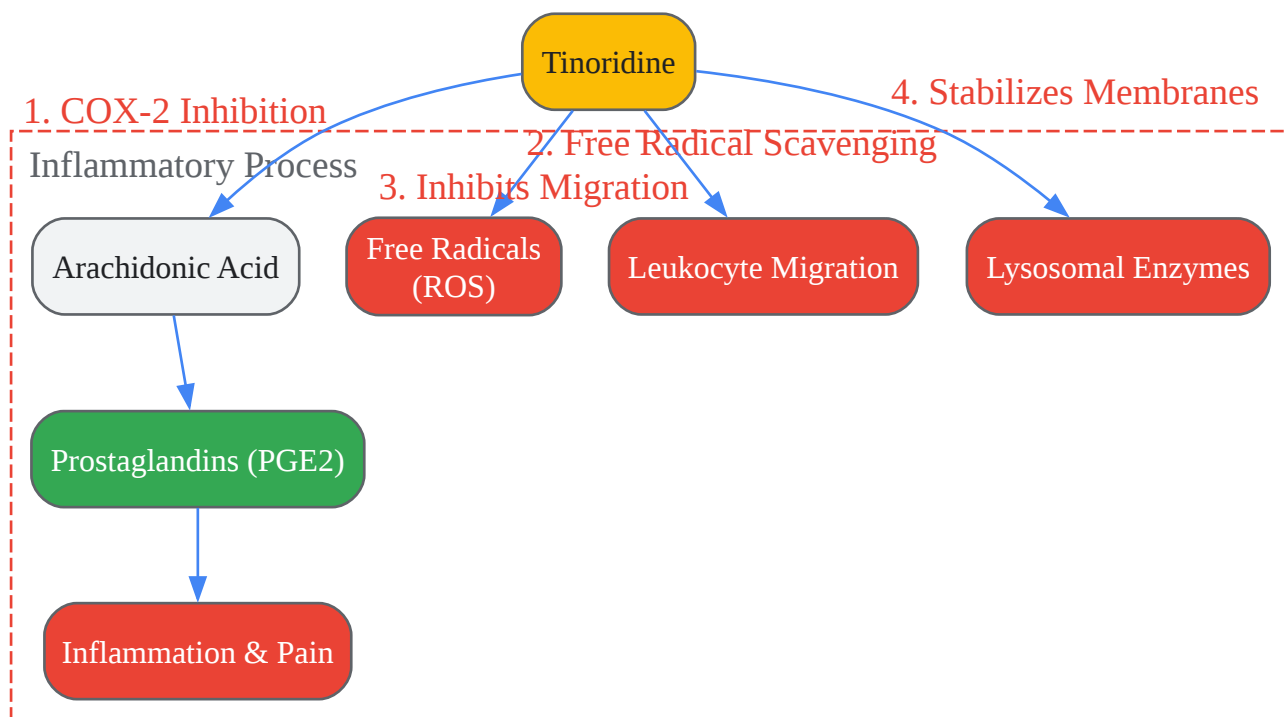 Tinoridine
1. COX-2 Inhibition
4. Stabilizes Membranes
2. Free Radical Scavenging
Inflammatory Process
3. Inhibits Migration
Arachidonic Acid
Free Radicals
(ROS)
Leukocyte Migration
Lysosomal Enzymes
Prostaglandins (PGE2)
Inflammation & Pain